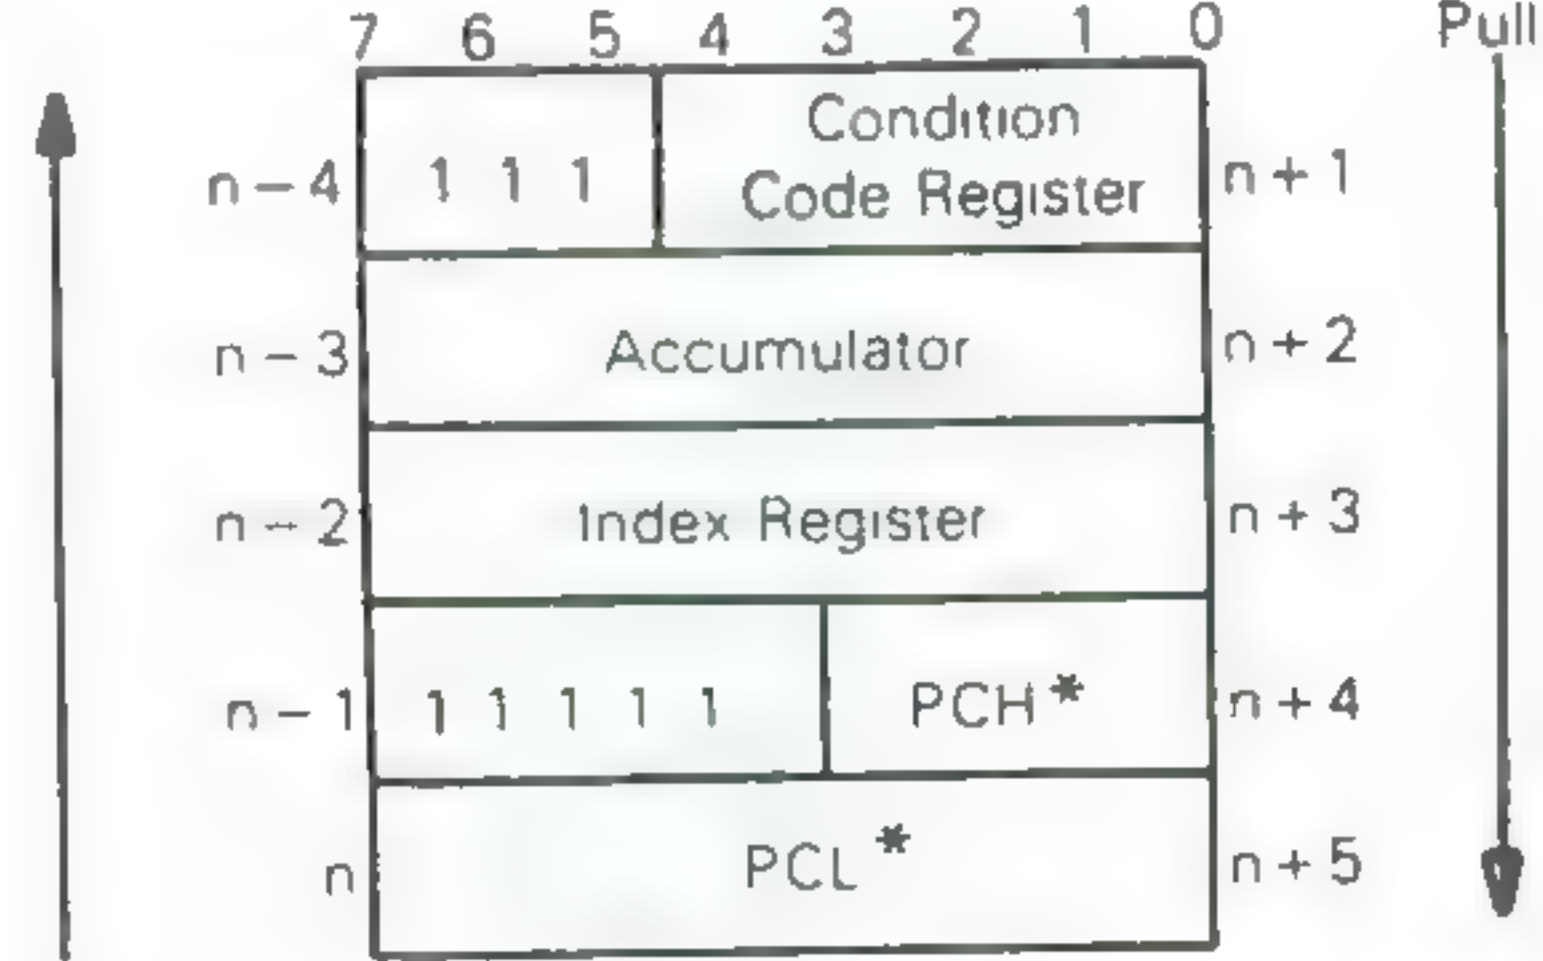 7 6 5 4 3 2 1 0 Pull
n – 4 1 1 1 Condition Code Register n + 1
n – 3 Accumulator n + 2
n – 2 Index Register n + 3
n – 1 1 1 1 1 1 PCH* n + 4
n PCL* n + 5